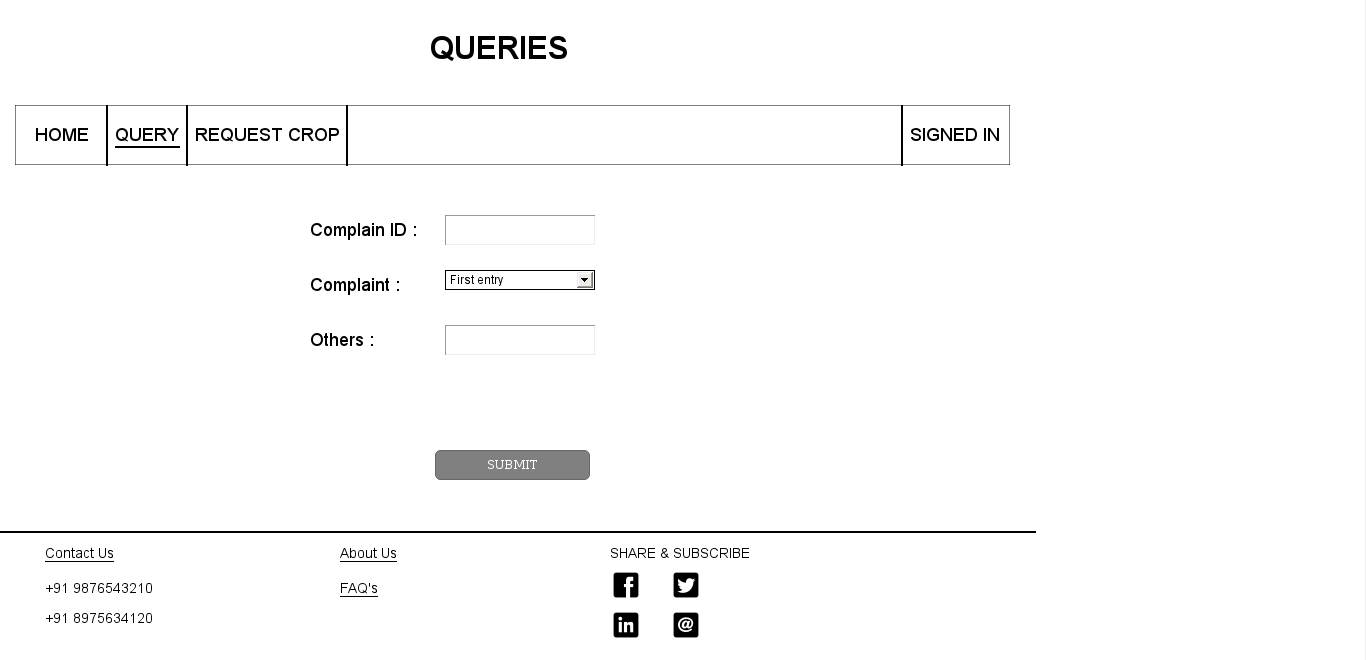 QUERIES
HOME QUERY REQUEST CROP SIGNED IN
Complain ID :
Complaint : First entry
Others :
SUBMIT
Contact Us About Us SHARE & SUBSCRIBE
+91 9876543210 FAQ's
+91 8975634120